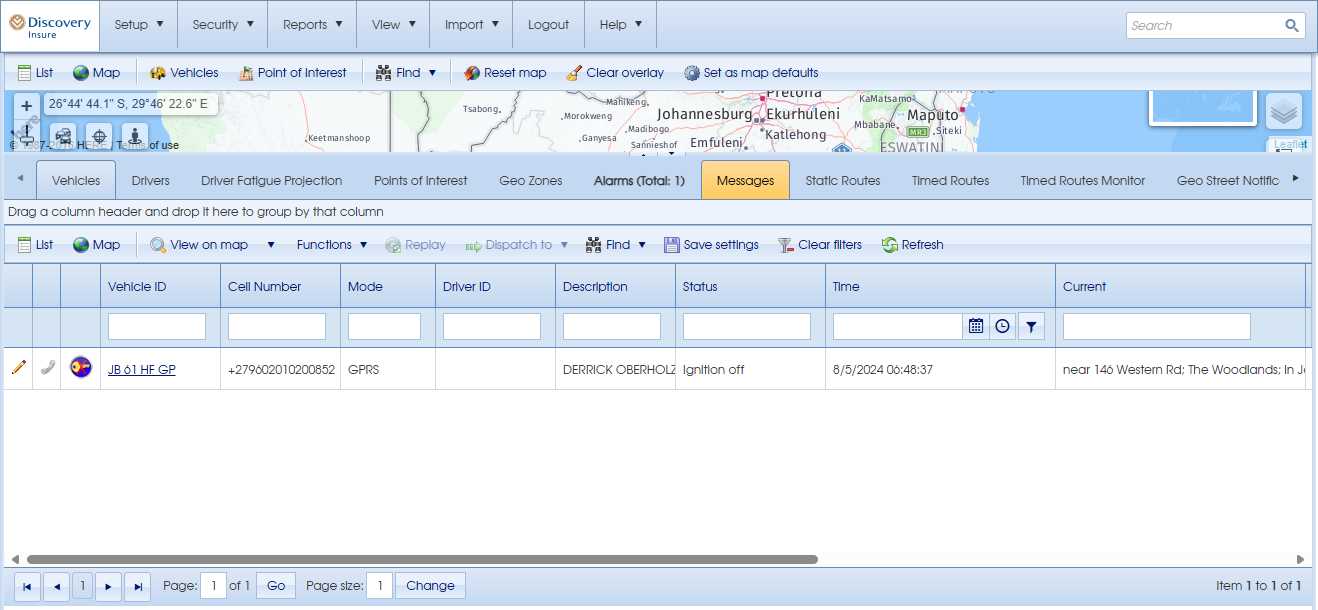 Discovery
Insure
Setup
Security
Reports
View
Import
Logout
Help
Search
List
Map
Vehicles
Point of Interest
Find
Reset map
Clear overlay
Set as map defaults
+
26°44' 44.1" S, 29°46' 22.6" E
Pretoria
Johannesburg
Ekurhuleni
Katlehong
Emfuleni
Mahikeng
Morokweng
Madibogo
Ganyesa
Sannieshof
Tsabong
Keetmanshoop
KaMatsamo
MAPUTO
Maputo
Mbabane
MR3
Siteki
ESWATINI
Terms of use
Leaflet
Vehicles
Drivers
Driver Fatigue Projection
Points of Interest
Geo Zones
Alarms (Total: 1)
Messages
Static Routes
Timed Routes
Timed Routes Monitor
Geo Street Notific
Drag a column header and drop it here to group by that column
List
Map
View on map
Functions
Replay
Dispatch to
Find
Save settings
Clear filters
Refresh
Vehicle ID
Cell Number
Mode
Driver ID
Description
Status
Time
Current
JB 61 HF GP
+279602010200852
GPRS
DERRICK OBERHOLZ
Ignition off
8/5/2024 06:48:37
near 146 Western Rd; The Woodlands; In Jo
1
Page: 1 of 1
Go
Page size: 1
Change
Item 1 to 1 of 1